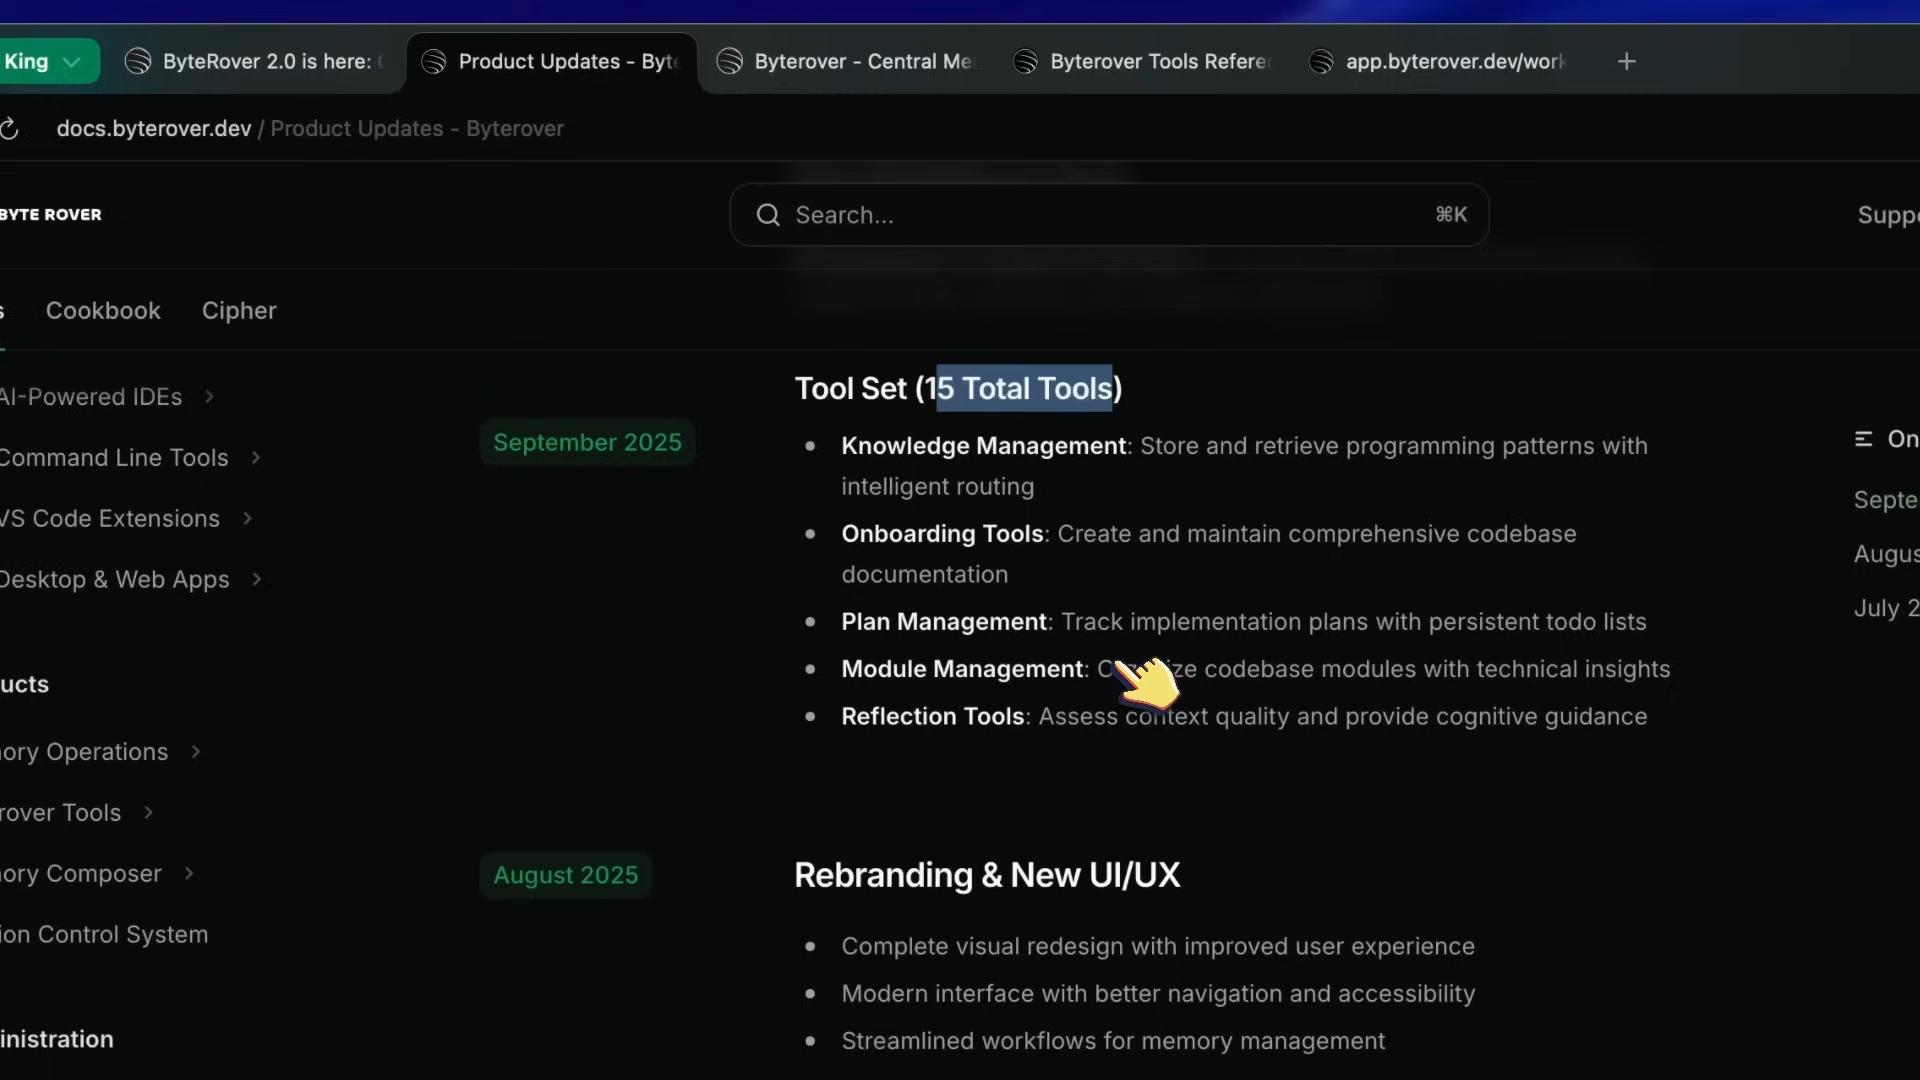 King
ByteRover 2.0 is here:
Product Updates - Byte
Byterover - Central Me
Byterover Tools Refere
app.byterover.dev/work
docs.byterover.dev / Product Updates - Byterover
BYTE ROVER
Search...
⌘K
Suppo
s
Cookbook
Cipher
AI-Powered IDEs
Command Line Tools
VS Code Extensions
Desktop & Web Apps
ucts
ory Operations
rover Tools
ory Composer
ion Control System
inistration
September 2025
Tool Set (15 Total Tools)
• Knowledge Management: Store and retrieve programming patterns with
intelligent routing
• Onboarding Tools: Create and maintain comprehensive codebase
documentation
• Plan Management: Track implementation plans with persistent todo lists
• Module Management: codebase modules with technical insights
• Reflection Tools: Assess context quality and provide cognitive guidance
August 2025
Rebranding & New UI/UX
• Complete visual redesign with improved user experience
• Modern interface with better navigation and accessibility
• Streamlined workflows for memory management
On
Septe
Augus
July 2